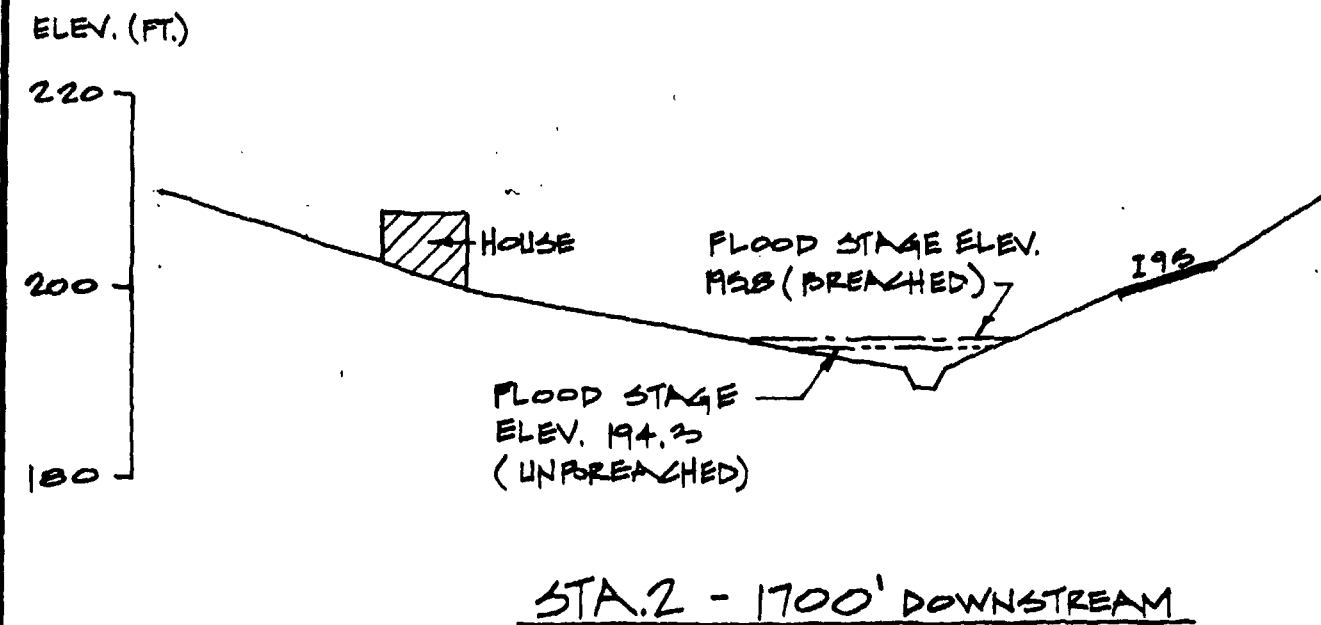 ELEV. (FT.)
220
HOUSE
FLOOD STAGE ELEV.
195.8 (BREACHED)
I95
200
FLOOD STAGE
ELEV. 194.3
(UNBREACHED)
180
STA.2 - 1700' DOWNSTREAM